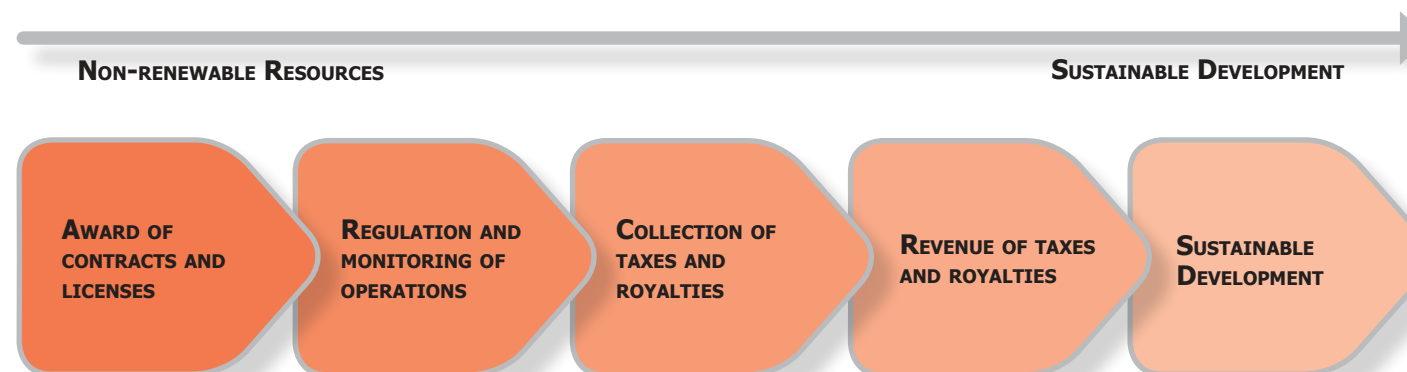 Non-renewable Resources
Sustainable Development
Award of
contracts and
licenses
Regulation and
monitoring of
operations
Collection of
taxes and
royalties
Revenue of taxes
and royalties
Sustainable
Development